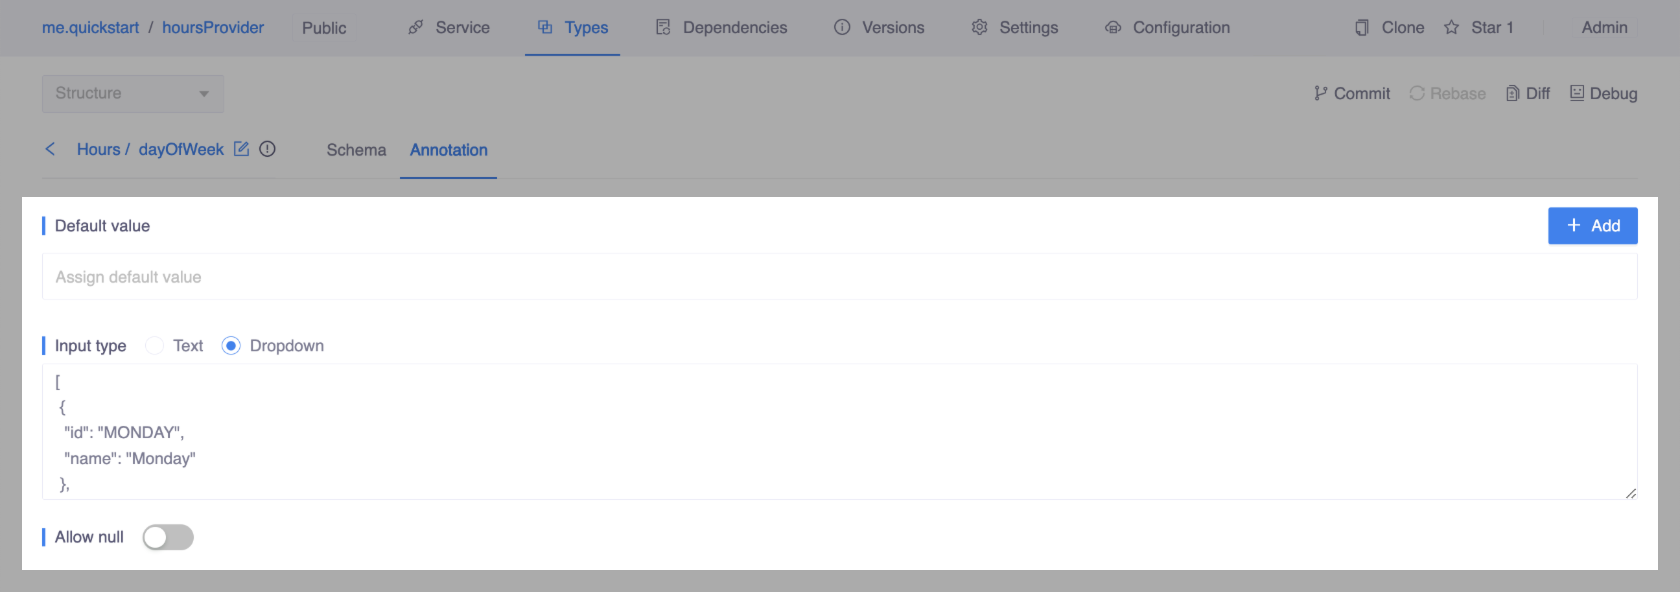 me.quickstart / hoursProvider Public Service Types Dependencies Versions Settings Configuration Clone Star 1 Admin
Structure Commit Rebase Diff Debug
Hours / dayOfWeek Schema Annotation
Default value + Add
Assign default value
Input type Text Dropdown
[
{
"id": "MONDAY",
"name": "Monday"
},
Allow null